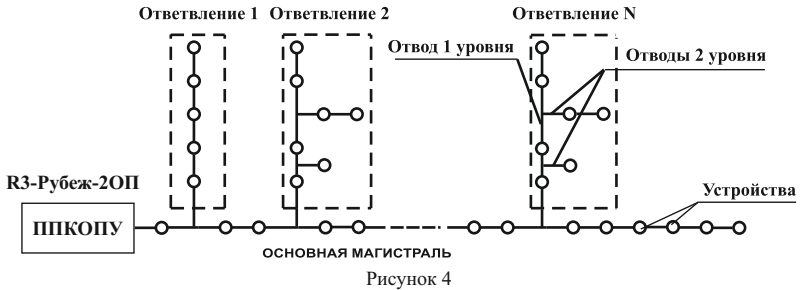 Ответвление 1
Ответвление 2
Ответвление N
Отвод 1 уровня
Отводы 2 уровня
R3-Рубеж-2ОП
ППКОПУ
Устройства
ОСНОВНАЯ МАГИСТРАЛЬ
Рисунок 4